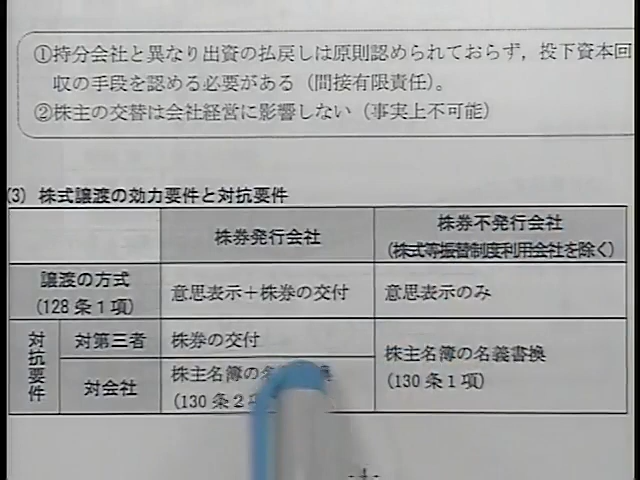 ①持分会社と異なり出資の払戻しは原則認められておらず，投下資本回
収の手段を認める必要がある（間接有限責任）。
②株主の交替は会社経営に影響しない（事実上不可能）
(3) 株式譲渡の効力要件と対抗要件
株券発行会社
株券不発行会社
（株式等振替制度利用会社を除く）
譲渡の方式
（128 条１項）
意思表示＋株券の交付
意思表示のみ
対抗要件
対第三者
株券の交付
株主名簿の名義書換
（130 条１項）
対会社
株主名簿の名
（130 条２
-4-